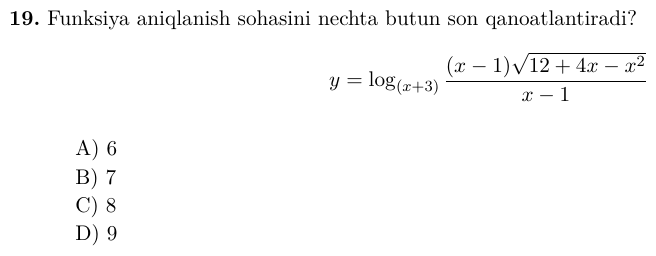 19. Funksiya aniqlanish sohasini nechta butun son qanoatlantiradi?
y = log_(x+3) (x − 1)√(12 + 4x − x²) / (x − 1)
A) 6
B) 7
C) 8
D) 9